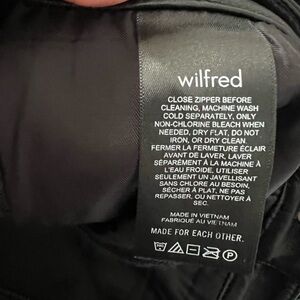 wilfred
CLOSE ZIPPER BEFORE
CLEANING, MACHINE WASH
COLD SEPARATELY, ONLY
NON-CHLORINE BLEACH WHEN
NEEDED, DRY FLAT, DO NOT
IRON, OR DRY CLEAN.
FERMER LA FERMETURE ÉCLAIR
AVANT DE LAVER, LAVER
SÉPARÉMENT À LA MACHINE À
L'EAU FROIDE, UTILISER
SEULEMENT UN JAVELLISANT
SANS CHLORE AU BESOIN,
SÉCHER À PLAT. NE PAS
REPASSER, OU NETTOYER À
SEC.
MADE IN VIETNAM
FABRIQUÉ AU VIETNAM
MADE FOR EACH OTHER.
P